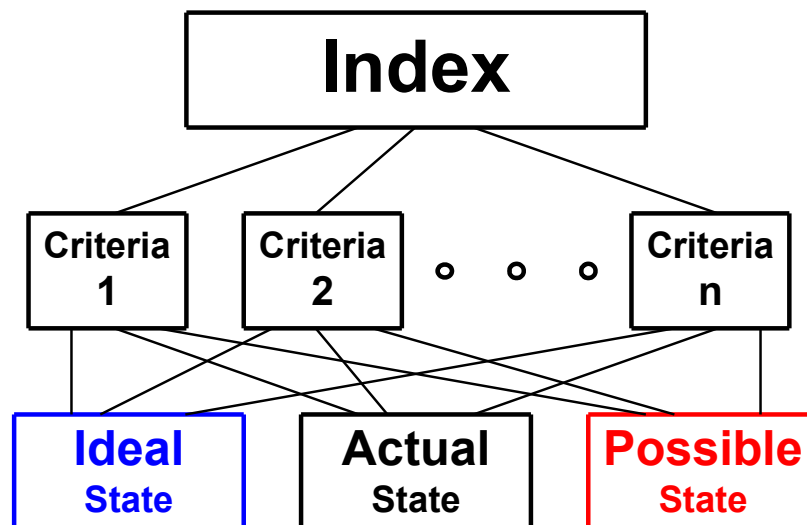 Index
Criteria
1
Criteria
2
Criteria
n
Ideal
State
Actual
State
Possible
State